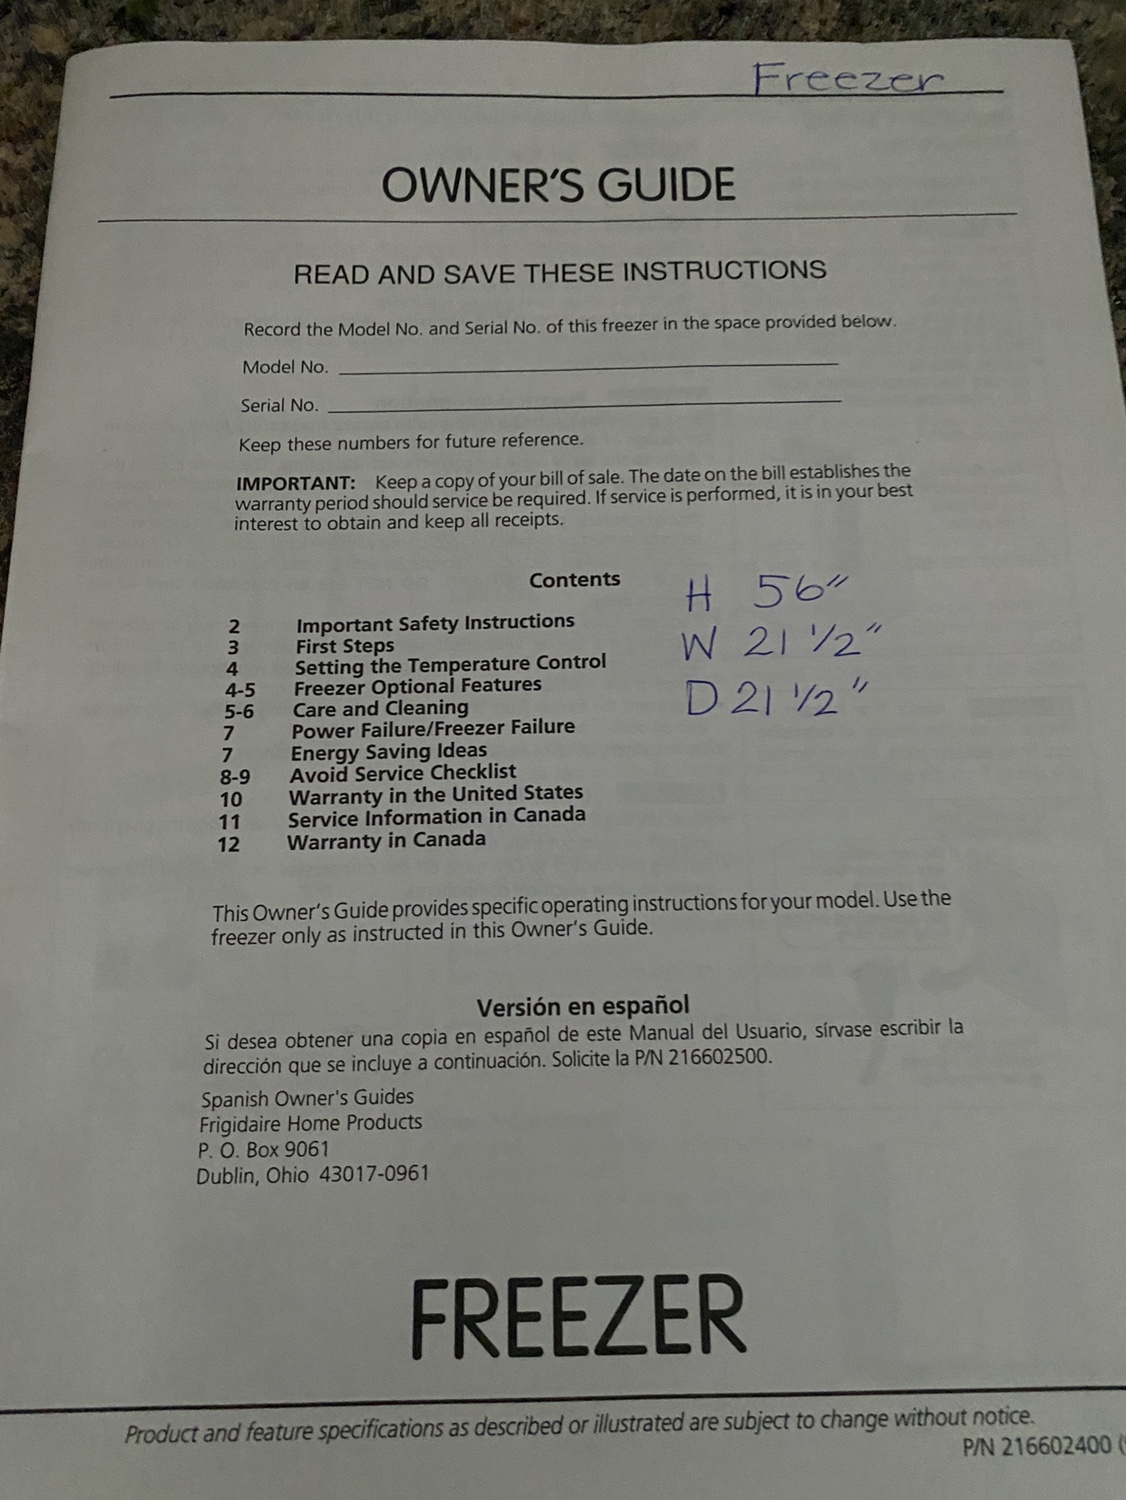 Freezer
OWNER'S GUIDE
READ AND SAVE THESE INSTRUCTIONS
Record the Model No. and Serial No. of this freezer in the space provided below.
Model No.
Serial No.
Keep these numbers for future reference.
IMPORTANT: Keep a copy of your bill of sale. The date on the bill establishes the
warranty period should service be required. If service is performed, it is in your best
interest to obtain and keep all receipts.
Contents
H 56"
W 21 1/2"
D 21 1/2"
2 Important Safety Instructions
3 First Steps
4 Setting the Temperature Control
4-5 Freezer Optional Features
5-6 Care and Cleaning
7 Power Failure/Freezer Failure
7 Energy Saving Ideas
8-9 Avoid Service Checklist
10 Warranty in the United States
11 Service Information in Canada
12 Warranty in Canada
This Owner's Guide provides specific operating instructions for your model. Use the
freezer only as instructed in this Owner's Guide.
Versión en español
Si desea obtener una copia en español de este Manual del Usuario, sírvase escribir la
dirección que se incluye a continuación. Solicite la P/N 216602500.
Spanish Owner's Guides
Frigidaire Home Products
P. O. Box 9061
Dublin, Ohio 43017-0961
FREEZER
Product and feature specifications as described or illustrated are subject to change without notice.
P/N 216602400 (